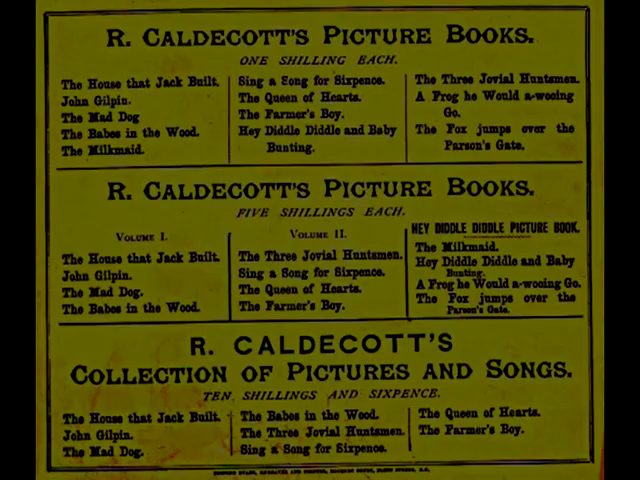 R. CALDECOTT'S PICTURE BOOKS.
ONE SHILLING EACH.
The House that Jack Built.
John Gilpin.
The Mad Dog
The Babes in the Wood.
The Milkmaid.
Sing a Song for Sixpence.
The Queen of Hearts.
The Farmer's Boy.
Hey Diddle Diddle and Baby
Bunting.
The Three Jovial Huntsmen.
A Frog he Would a-wooing
Go.
The Fox jumps over the
Parson's Gate.
R. CALDECOTT'S PICTURE BOOKS.
FIVE SHILLINGS EACH.
VOLUME I.
The House that Jack Built.
John Gilpin.
The Mad Dog.
The Babes in the Wood.
VOLUME II.
The Three Jovial Huntsmen.
Sing a Song for Sixpence.
The Queen of Hearts.
The Farmer's Boy.
HEY DIDDLE DIDDLE PICTURE BOOK.
The Milkmaid.
Hey Diddle Diddle and Baby
Bunting.
A Frog he Would a-wooing Go.
The Fox jumps over the
Parson's Gate.
R. CALDECOTT'S
COLLECTION OF PICTURES AND SONGS.
TEN SHILLINGS AND SIXPENCE.
The House that Jack Built.
John Gilpin.
The Mad Dog.
The Babes in the Wood.
The Three Jovial Huntsmen.
Sing a Song for Sixpence.
The Queen of Hearts.
The Farmer's Boy.